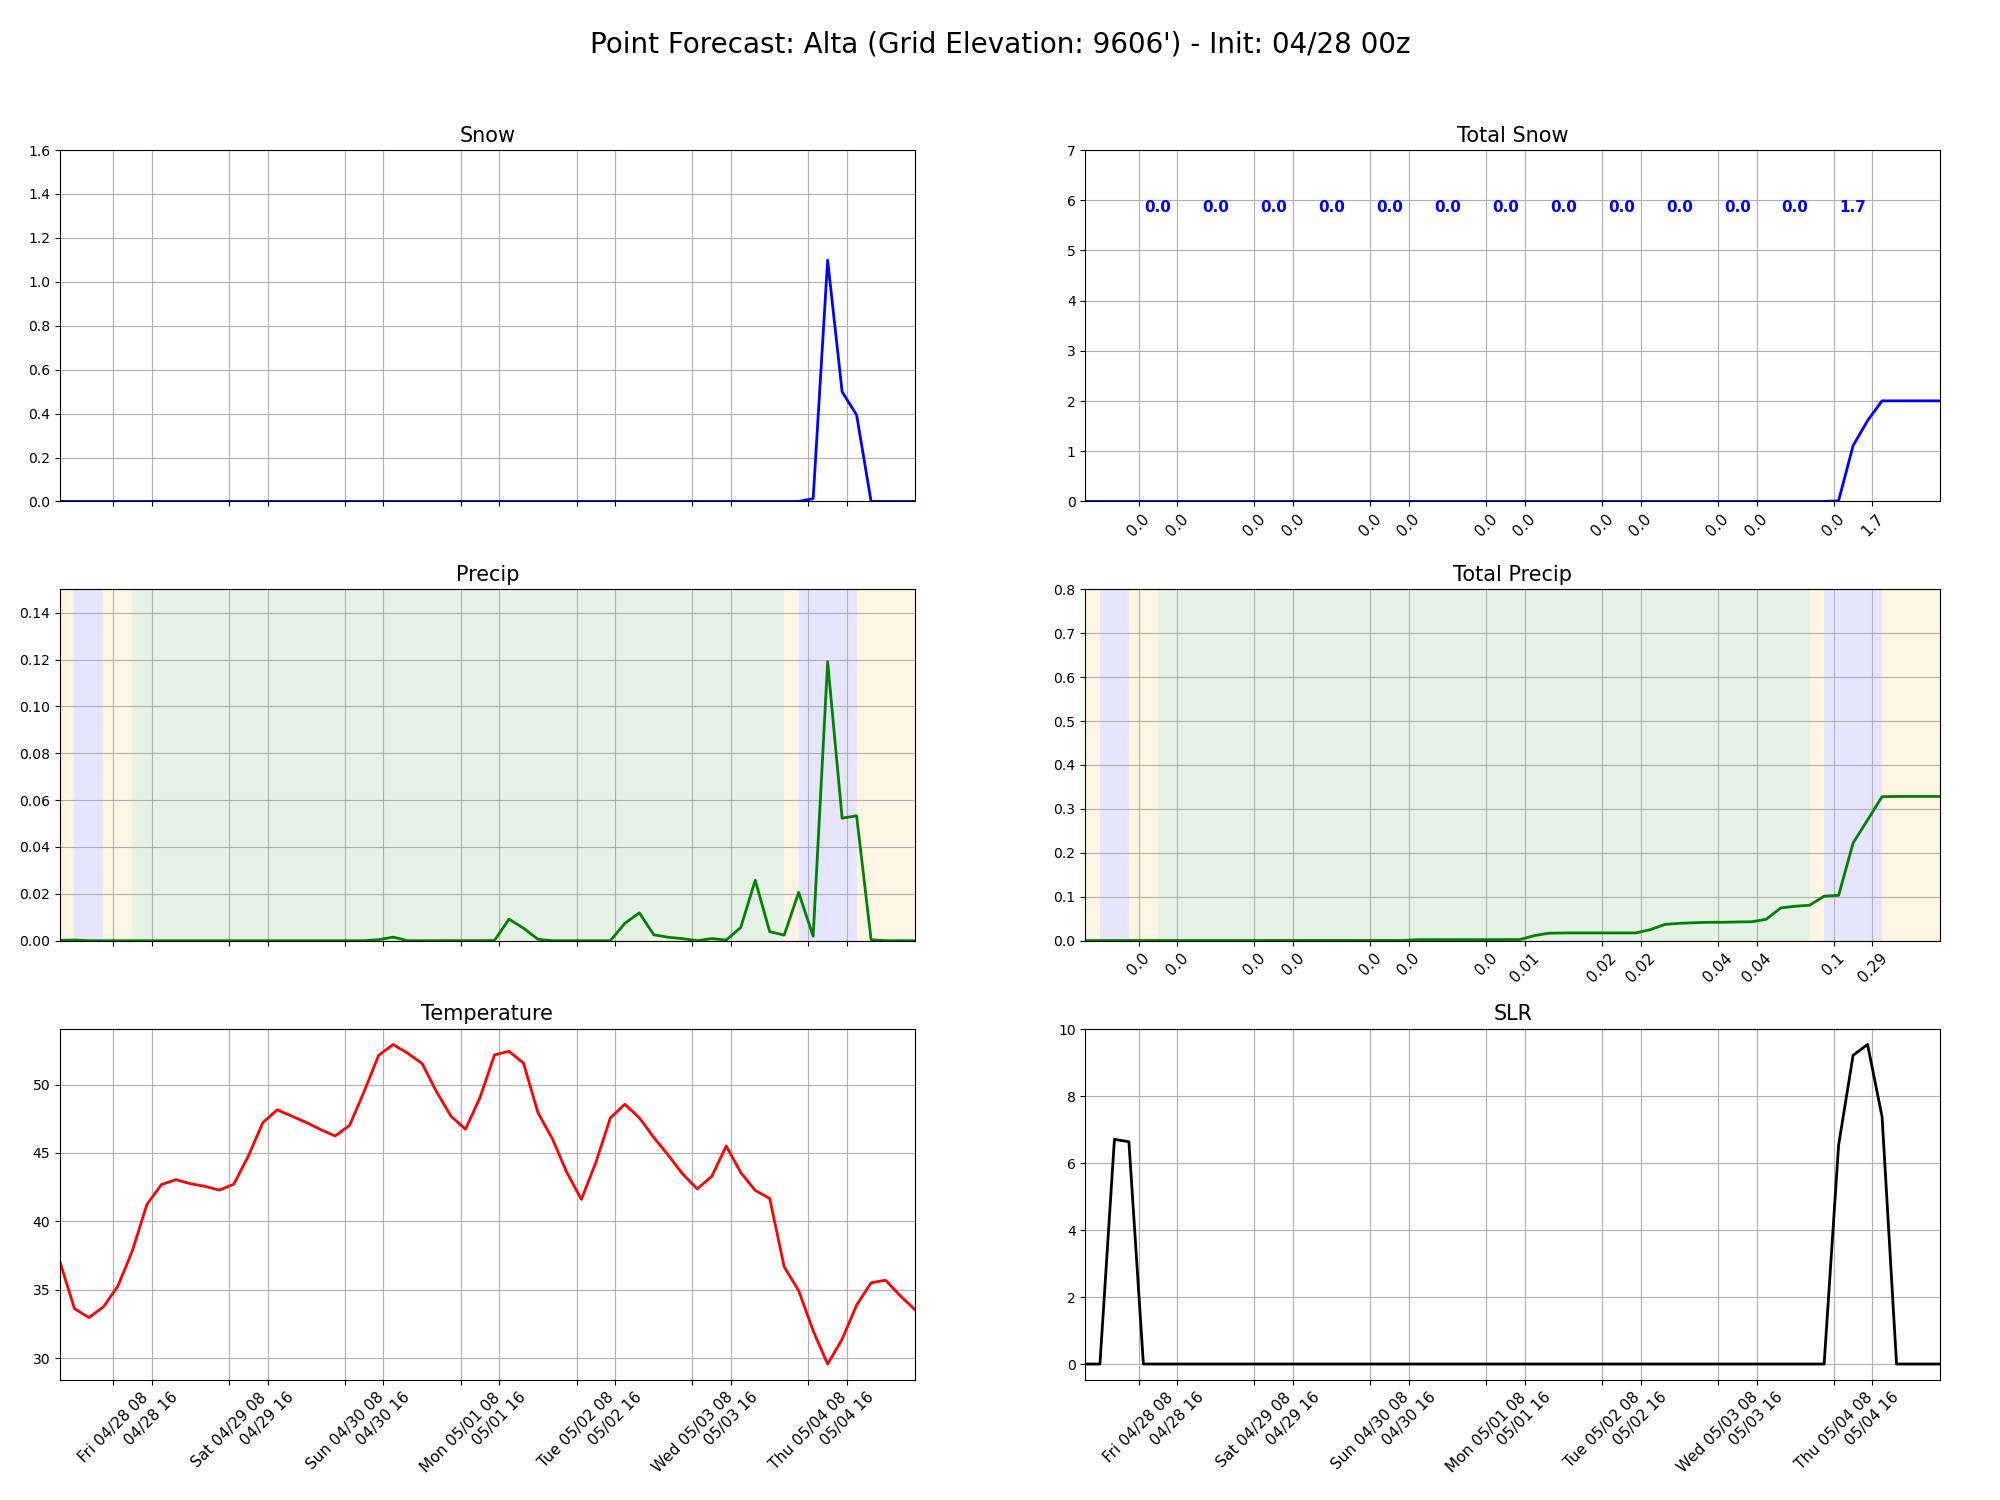 Point Forecast: Alta (Grid Elevation: 9606') - Init: 04/28 00z
Snow
1.6
1.4
1.2
1.0
0.8
0.6
0.4
0.2
0.0
Total Snow
7
6
5
4
3
2
1
0
0.0 0.0 0.0 0.0 0.0 0.0 0.0 0.0 0.0 0.0 0.0 0.0 1.7
0.0 0.0 0.0 0.0 0.0 0.0 0.0 0.0 0.0 0.0 0.0 0.0 0.0 1.7
Precip
0.14
0.12
0.10
0.08
0.06
0.04
0.02
0.00
Total Precip
0.8
0.7
0.6
0.5
0.4
0.3
0.2
0.1
0.0
0.0 0.0 0.0 0.0 0.0 0.0 0.0 0.01 0.02 0.02 0.04 0.04 0.1 0.29
Temperature
50
45
40
35
30
Fri 04/28 08
04/28 16
Sat 04/29 08
04/29 16
Sun 04/30 08
04/30 16
Mon 05/01 08
05/01 16
Tue 05/02 08
05/02 16
Wed 05/03 08
05/03 16
Thu 05/04 08
05/04 16
SLR
10
8
6
4
2
0
Fri 04/28 08
04/28 16
Sat 04/29 08
04/29 16
Sun 04/30 08
04/30 16
Mon 05/01 08
05/01 16
Tue 05/02 08
05/02 16
Wed 05/03 08
05/03 16
Thu 05/04 08
05/04 16